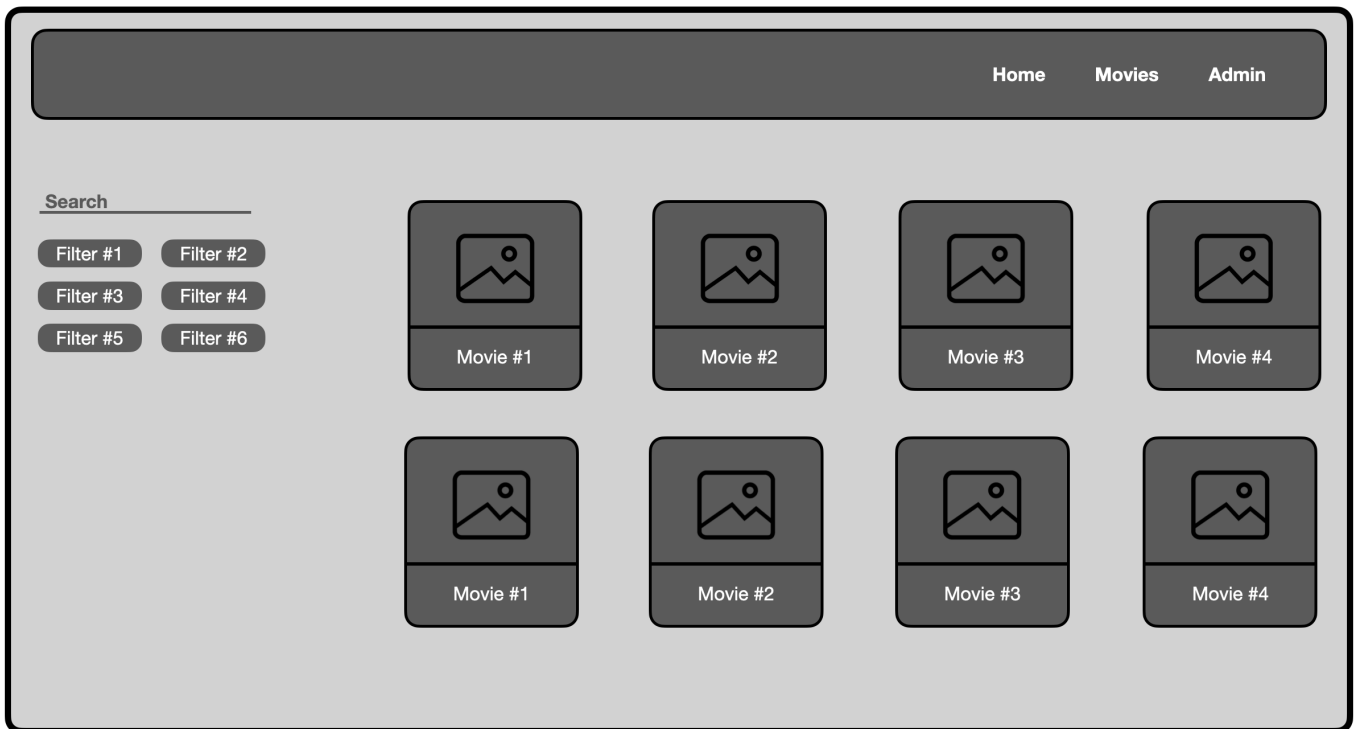 Home Movies Admin
Search
Filter #1 Filter #2
Filter #3 Filter #4
Filter #5 Filter #6
Movie #1 Movie #2 Movie #3 Movie #4
Movie #1 Movie #2 Movie #3 Movie #4